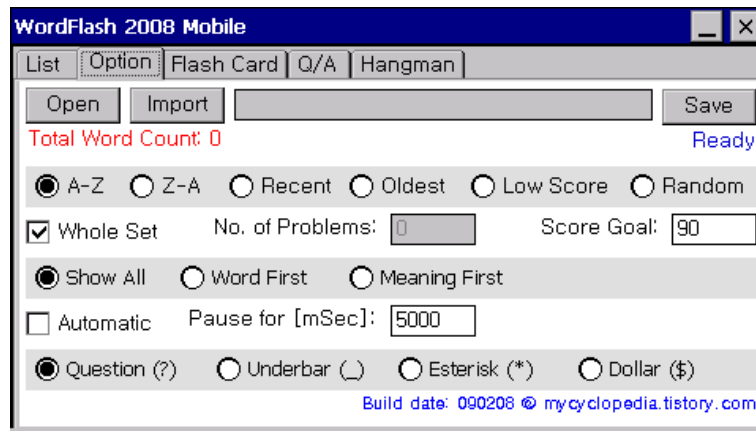 WordFlash 2008 Mobile
List Option Flash Card Q/A Hangman
Open Import Save
Total Word Count: 0 Ready
A-Z Z-A Recent Oldest Low Score Random
Whole Set No. of Problems: 0 Score Goal: 90
Show All Word First Meaning First
Automatic Pause for [mSec]: 5000
Question (?) Underbar (_) Esterisk (*) Dollar ($)
Build date: 090208 @ mycyclopedia.tistory.com